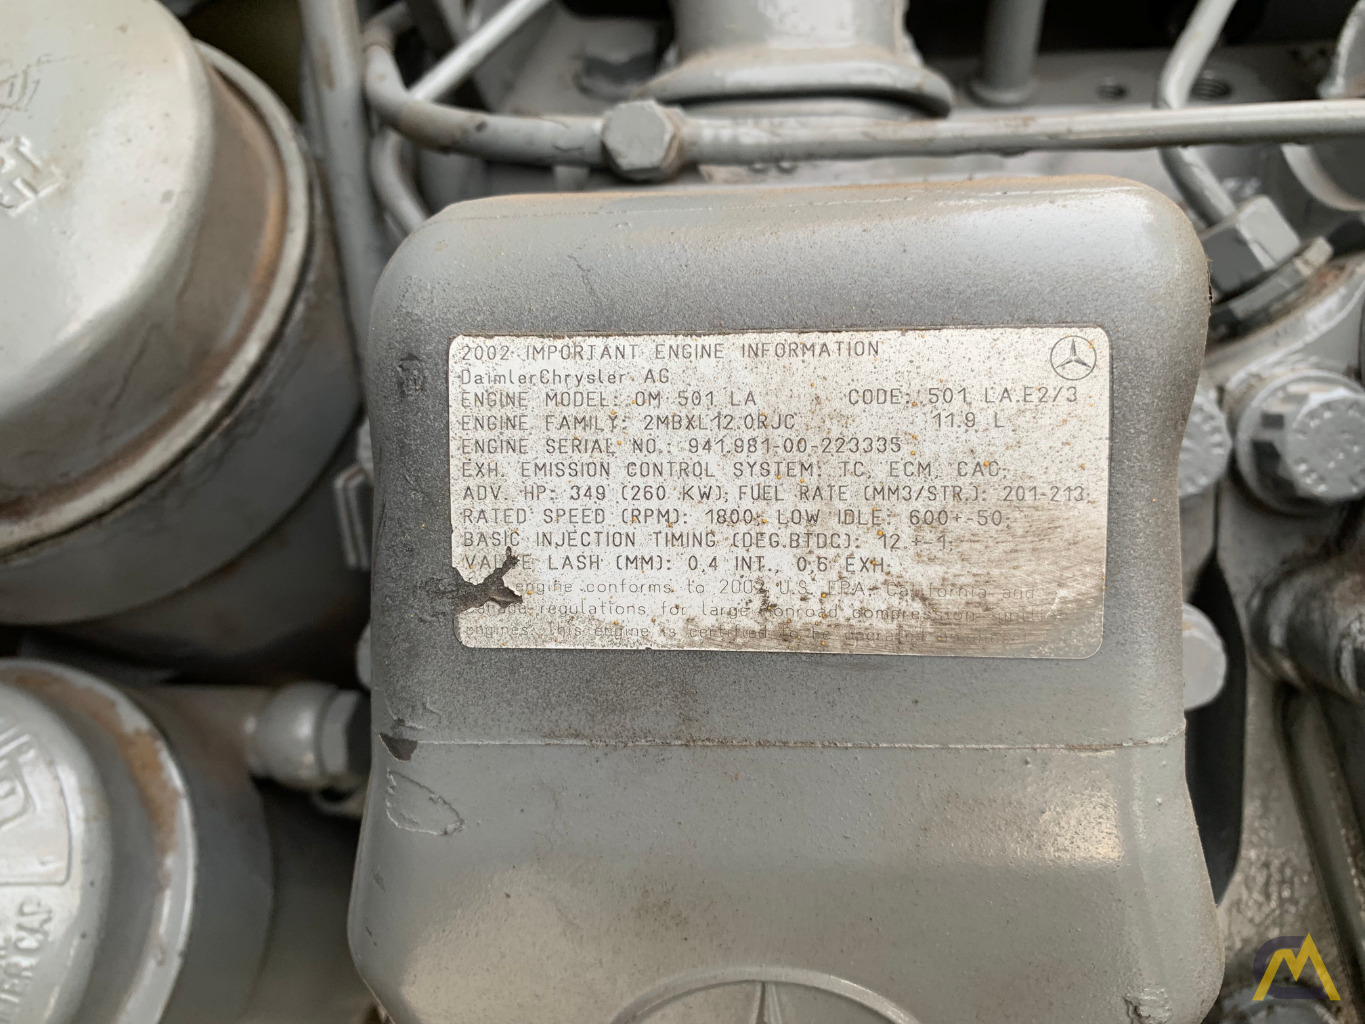 2002 IMPORTANT ENGINE INFORMATION
DaimlerChrysler AG
ENGINE MODEL: OM 501 LA CODE: 501 LA.E2/3
ENGINE FAMILY: 2MBXL12.0RJC 11.9 L
ENGINE SERIAL NO.: 941.981-00-223335
EXH. EMISSION CONTROL SYSTEM: TC, ECM, CAC;
ADV. HP: 349 (260 KW); FUEL RATE (MM3/STR.): 201-213;
RATED SPEED (RPM): 1800; LOW IDLE: 600+-50;
BASIC INJECTION TIMING (DEG.BTDC): 12 +-1;
VALVE LASH (MM): 0,4 INT., 0,6 EXH.
engine conforms to 2002 U.S. EPA, California and
regulations for large nonroad compression
engines. This engine is certified to be operated
CAP